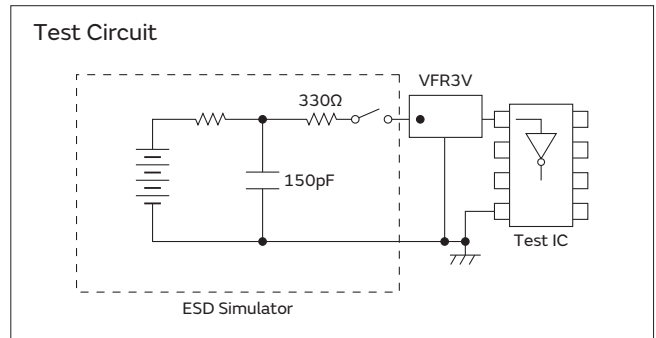 Test Circuit
VFR3V
330Ω
150pF
Test IC
ESD Simulator